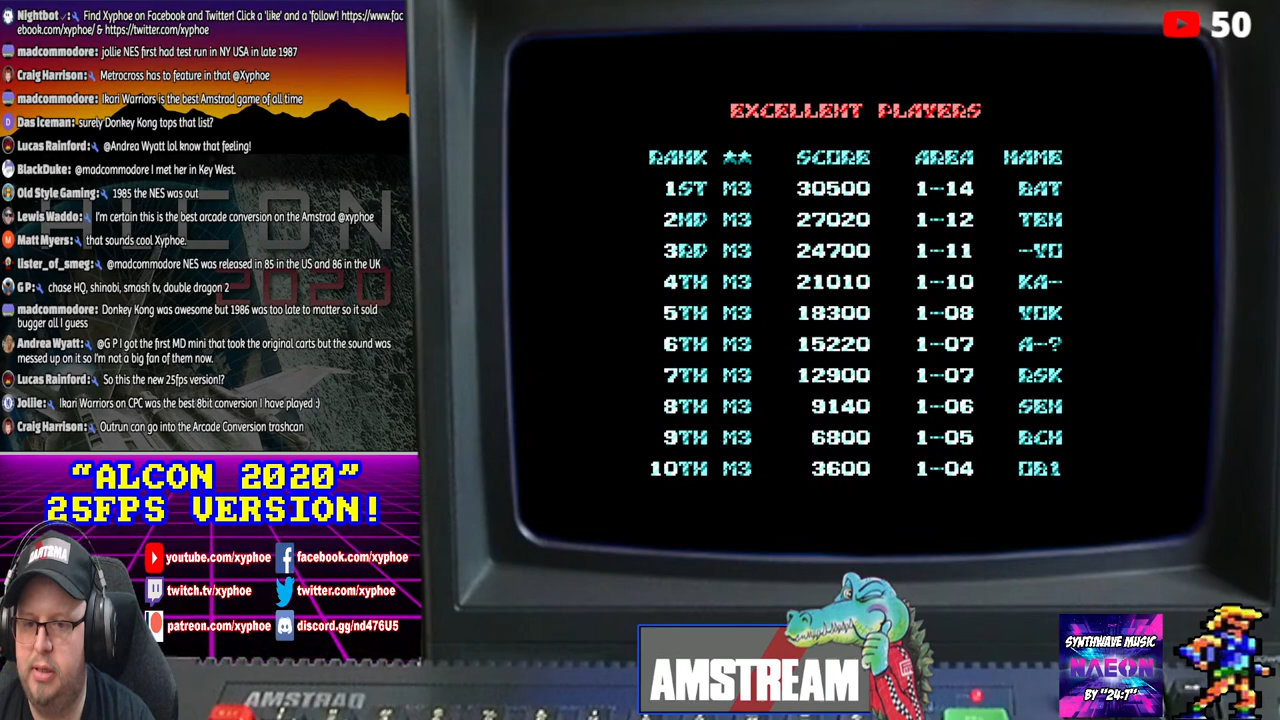 Nightbot: Find Xyphoe on Facebook and Twitter! Click a 'like' and a 'follow'! https://www.fac
ebook.com/xyphoe/ & https://twitter.com/xyphoe
madcommodore: jollie NES first had test run in NY USA in late 1987
Craig Harrison: Metrocross has to feature in that @Xyphoe
madcommodore: Ikari Warriors is the best Amstrad game of all time
Das Iceman: surely Donkey Kong tops that list?
Lucas Rainford: @Andrea Wyatt lol know that feeling!
BlackDuke: @madcommodore I met her in Key West.
Old Style Gaming: 1985 the NES was out
Lewis Waddo: I'm certain this is the best arcade conversion on the Amstrad @xyphoe
Matt Myers: that sounds cool Xyphoe.
lister_of_smeg: @madcommodore NES was released in 85 in the US and 86 in the UK
G P: chase HQ, shinobi, smash tv, double dragon 2
madcommodore: Donkey Kong was awesome but 1986 was too late to matter so it sold
bugger all I guess
Andrea Wyatt: @G P I got the first MD mini that took the original carts but the sound was
messed up on it so I'm not a big fan of them now.
Lucas Rainford: So this the new 25fps version!?
Jollie: Ikari Warriors on CPC was the best 8bit conversion I have played :)
Craig Harrison: Outrun can go into the Arcade Conversion trashcan
ALCON
2020
"ALCON 2020"
25FPS VERSION!
youtube.com/xyphoe facebook.com/xyphoe
twitch.tv/xyphoe twitter.com/xyphoe
patreon.com/xyphoe discord.gg/nd476U5
50
EXCELLENT PLAYERS
RANK ★★ SCORE AREA NAME
1ST M3 30500 1-14 BAT
2ND M3 27020 1-12 TEM
3RD M3 24700 1-11 -YO
4TH M3 21010 1-10 KA-
5TH M3 18300 1-08 YOK
6TH M3 15220 1-07 A-?
7TH M3 12900 1-07 RSK
8TH M3 9140 1-06 SEM
9TH M3 6800 1-05 BCH
10TH M3 3600 1-04 OB1
AMSTRAD
AMSTREAM
SYNTHWAVE MUSIC
NAEON
BY "24:7"